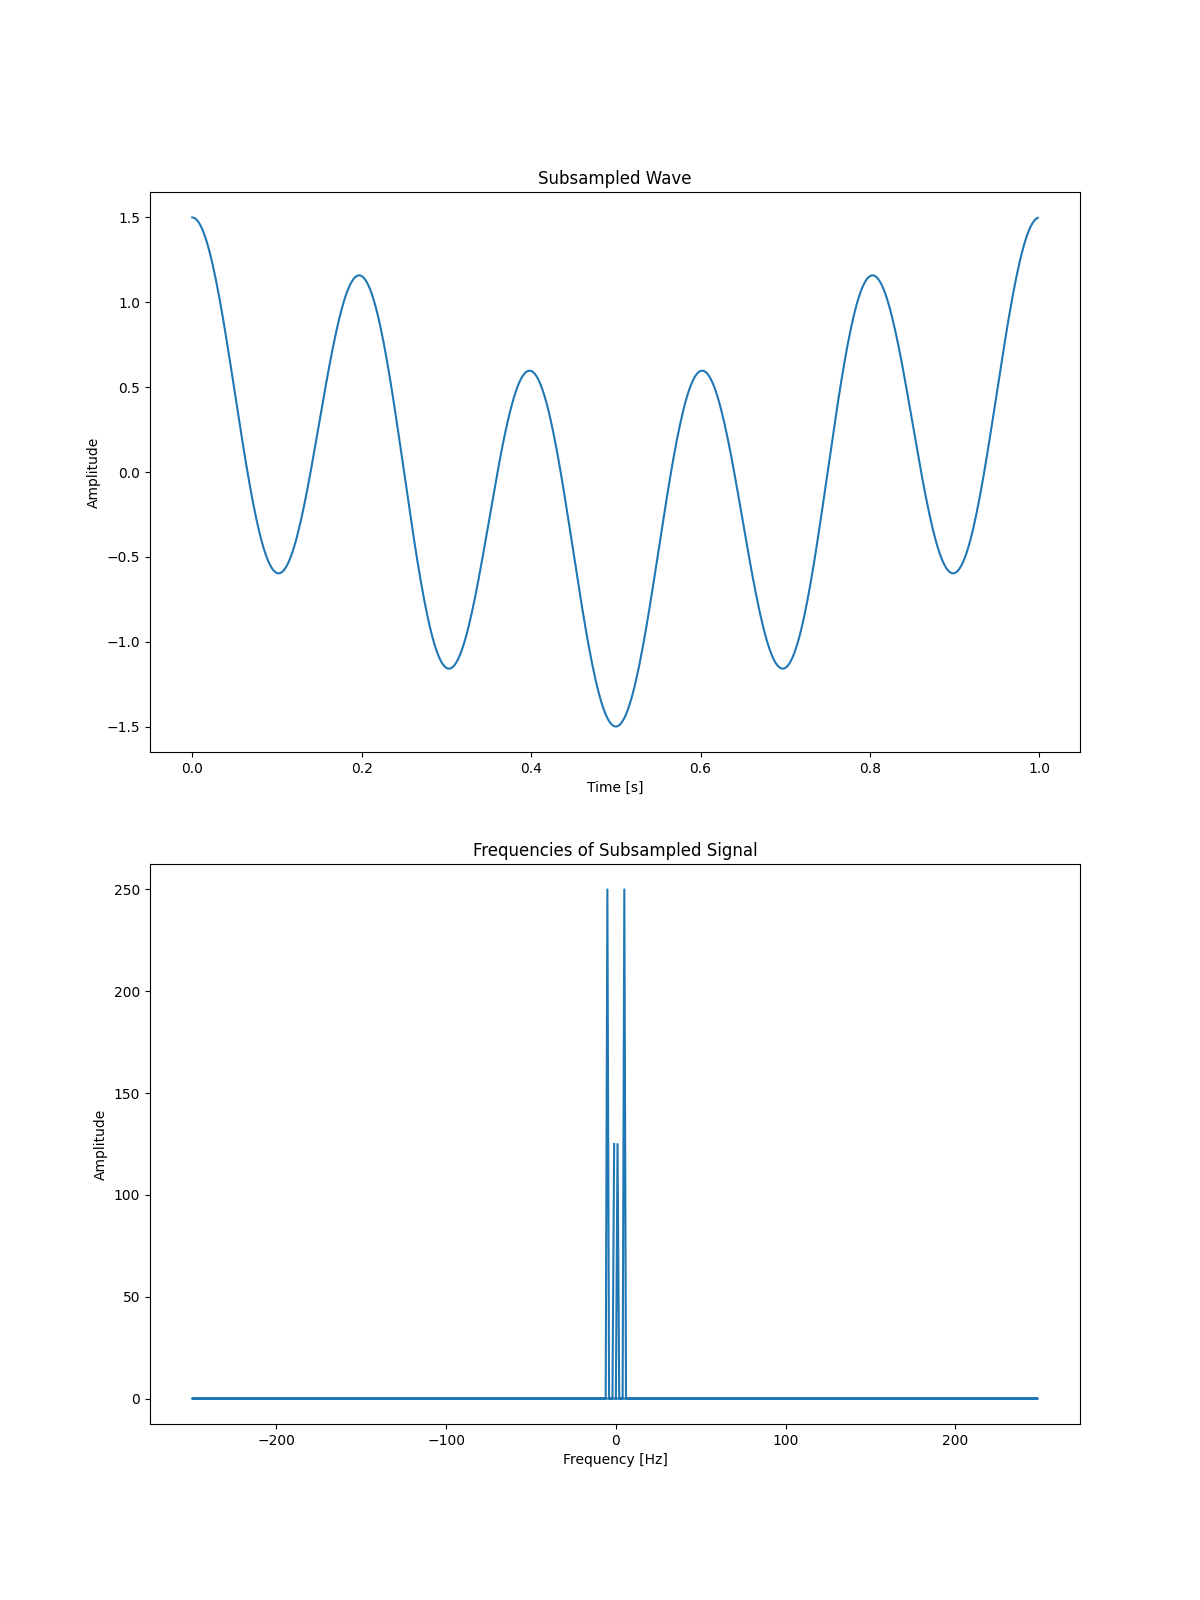 Subsampled Wave
1.5
1.0
0.5
0.0
−0.5
−1.0
−1.5
Amplitude
0.0 0.2 0.4 0.6 0.8 1.0
Time [s]
Frequencies of Subsampled Signal
250
200
150
100
50
0
Amplitude
−200 −100 0 100 200
Frequency [Hz]